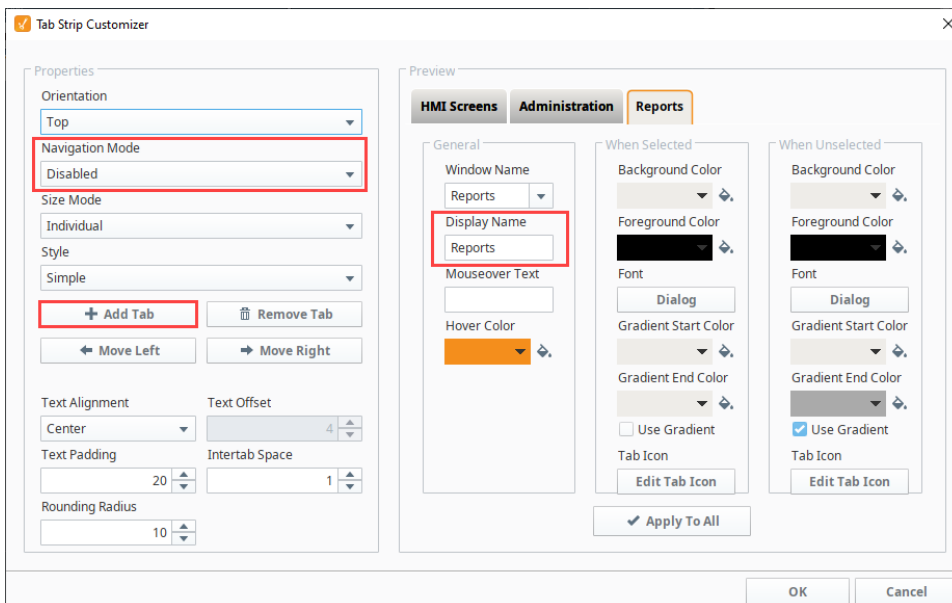 Tab Strip Customizer
Properties
Orientation
Top
Navigation Mode
Disabled
Size Mode
Individual
Style
Simple
Add Tab
Remove Tab
Move Left
Move Right
Text Alignment
Text Offset
Center
4
Text Padding
Intertab Space
20
1
Rounding Radius
10
Preview
HMI Screens
Administration
Reports
General
Window Name
Reports
Display Name
Reports
Mouseover Text
Hover Color
When Selected
Background Color
Foreground Color
Font
Dialog
Gradient Start Color
Gradient End Color
Use Gradient
Tab Icon
Edit Tab Icon
When Unselected
Background Color
Foreground Color
Font
Dialog
Gradient Start Color
Gradient End Color
Use Gradient
Tab Icon
Edit Tab Icon
Apply To All
OK
Cancel